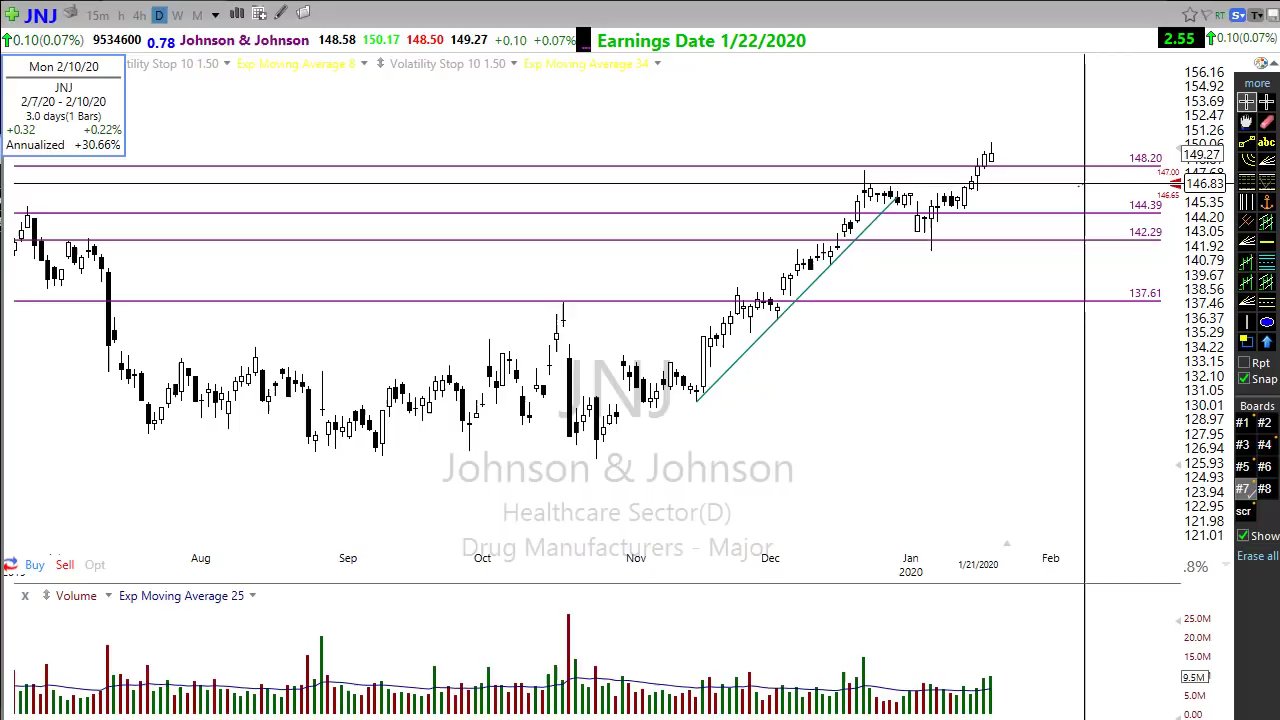 JNJ 15m h 4h D W M RT S T
0.10(0.07%) 9534600 0.78 Johnson & Johnson 148.58 150.17 148.50 149.27 +0.10 +0.07% Earnings Date 1/22/2020 2.55 0.10(0.07%)
Mon 2/10/20
JNJ
2/7/20 - 2/10/20
3.0 days(1 Bars)
+0.32 +0.22%
Annualized +30.66%
tility Stop 10 1.50 Exp Moving Average 8 Volatility Stop 10 1.50 Exp Moving Average 34
more
abc
156.16
154.92
153.69
152.47
151.26
149.27
148.20
147.00
146.83
146.65
145.35
144.39
144.20
143.05
142.29
141.92
140.79
139.67
138.56
137.61
137.46
136.37
135.29
134.22
133.15
132.10
131.05
130.01
128.97
127.95
126.94
125.93
124.93
123.94
122.95
121.98
121.01
Rpt
Snap
Boards
#1 #2
#3 #4
#5 #6
#7 #8
scr
Show
Erase all
JNJ
Johnson & Johnson
Healthcare Sector(D)
Drug Manufacturers - Major
Aug Sep Oct Nov Dec Jan Feb
2020 1/21/2020
Buy Sell Opt
.8%
x Volume Exp Moving Average 25
25.0M
20.0M
15.0M
9.5M
5.0M
0.00